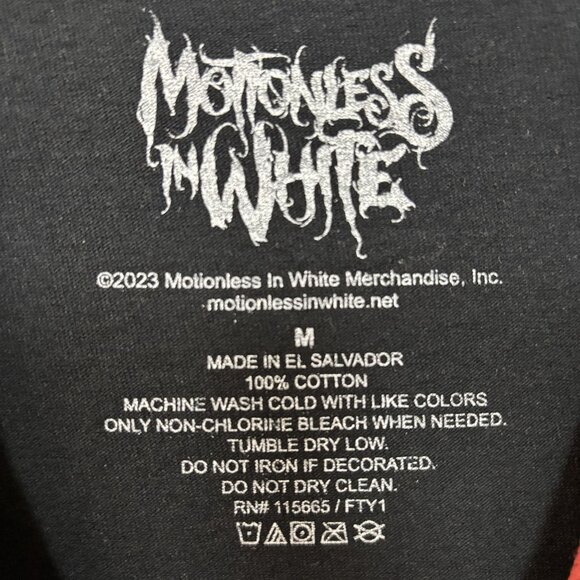 MOTIONLESS
IN WHITE
©2023 Motionless In White Merchandise, Inc.
motionlessinwhite.net
M
MADE IN EL SALVADOR
100% COTTON
MACHINE WASH COLD WITH LIKE COLORS
ONLY NON-CHLORINE BLEACH WHEN NEEDED.
TUMBLE DRY LOW.
DO NOT IRON IF DECORATED.
DO NOT DRY CLEAN.
RN# 115665 / FTY1